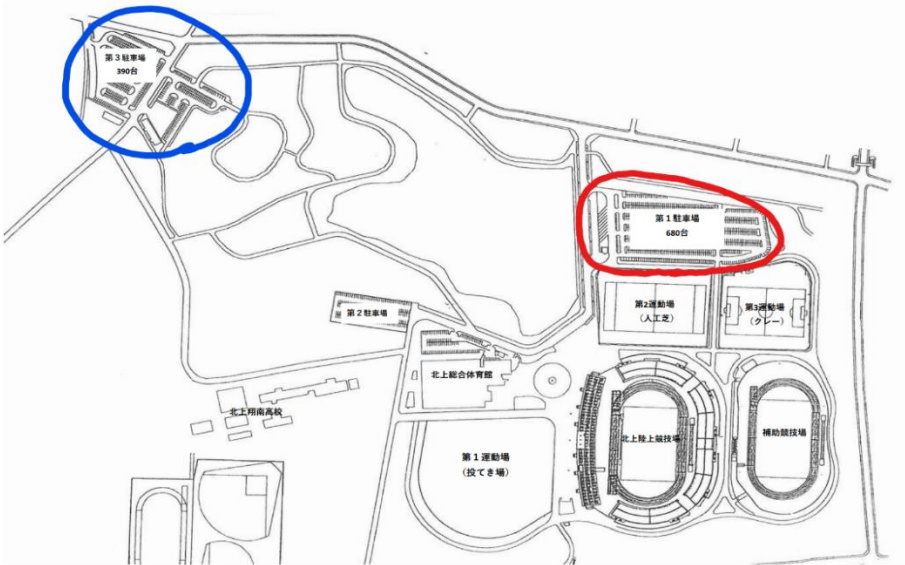 第３駐車場
390台
第１駐車場
680台
第2運動場
（人工芝）
第3運動場
（クレー）
第２駐車場
北上総合体育館
北上翔南高校
第１運動場
（投てき場）
北上陸上競技場
補助競技場